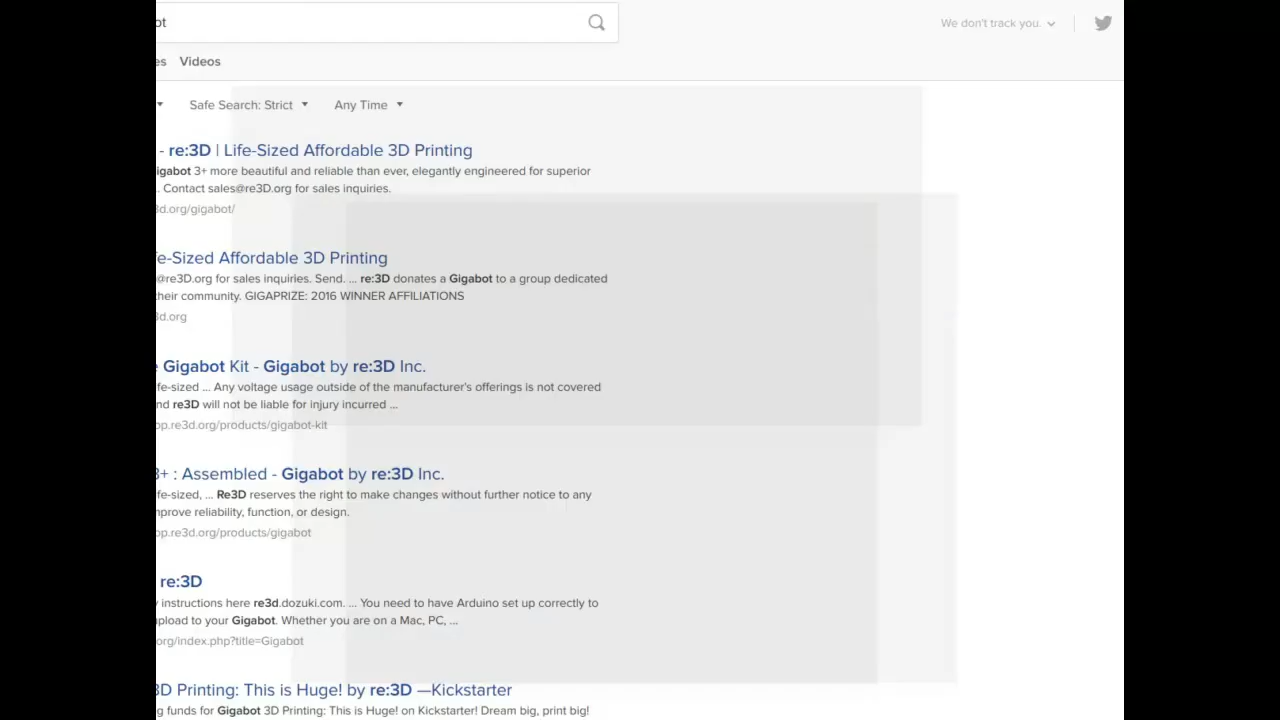 ot
We don't track you.
es Videos
Safe Search: Strict Any Time
- re:3D | Life-Sized Affordable 3D Printing
igabot 3+ more beautiful and reliable than ever, elegantly engineered for superior
.. Contact sales@re3D.org for sales inquiries.
3d.org/gigabot/
fe-Sized Affordable 3D Printing
@re3D.org for sales inquiries. Send. ... re:3D donates a Gigabot to a group dedicated
their community. GIGAPRIZE: 2016 WINNER AFFILIATIONS
3d.org
e Gigabot Kit - Gigabot by re:3D Inc.
fe-sized ... Any voltage usage outside of the manufacturer's offerings is not covered
nd re3D will not be liable for injury incurred ...
op.re3d.org/products/gigabot-kit
3+ : Assembled - Gigabot by re:3D Inc.
fe-sized, ... Re3D reserves the right to make changes without further notice to any
nprove reliability, function, or design.
op.re3d.org/products/gigabot
re:3D
y instructions here re3d.dozuki.com. ... You need to have Arduino set up correctly to
upload to your Gigabot. Whether you are on a Mac, PC, ...
org/index.php?title=Gigabot
3D Printing: This is Huge! by re:3D —Kickstarter
g funds for Gigabot 3D Printing: This is Huge! on Kickstarter! Dream big, print big!